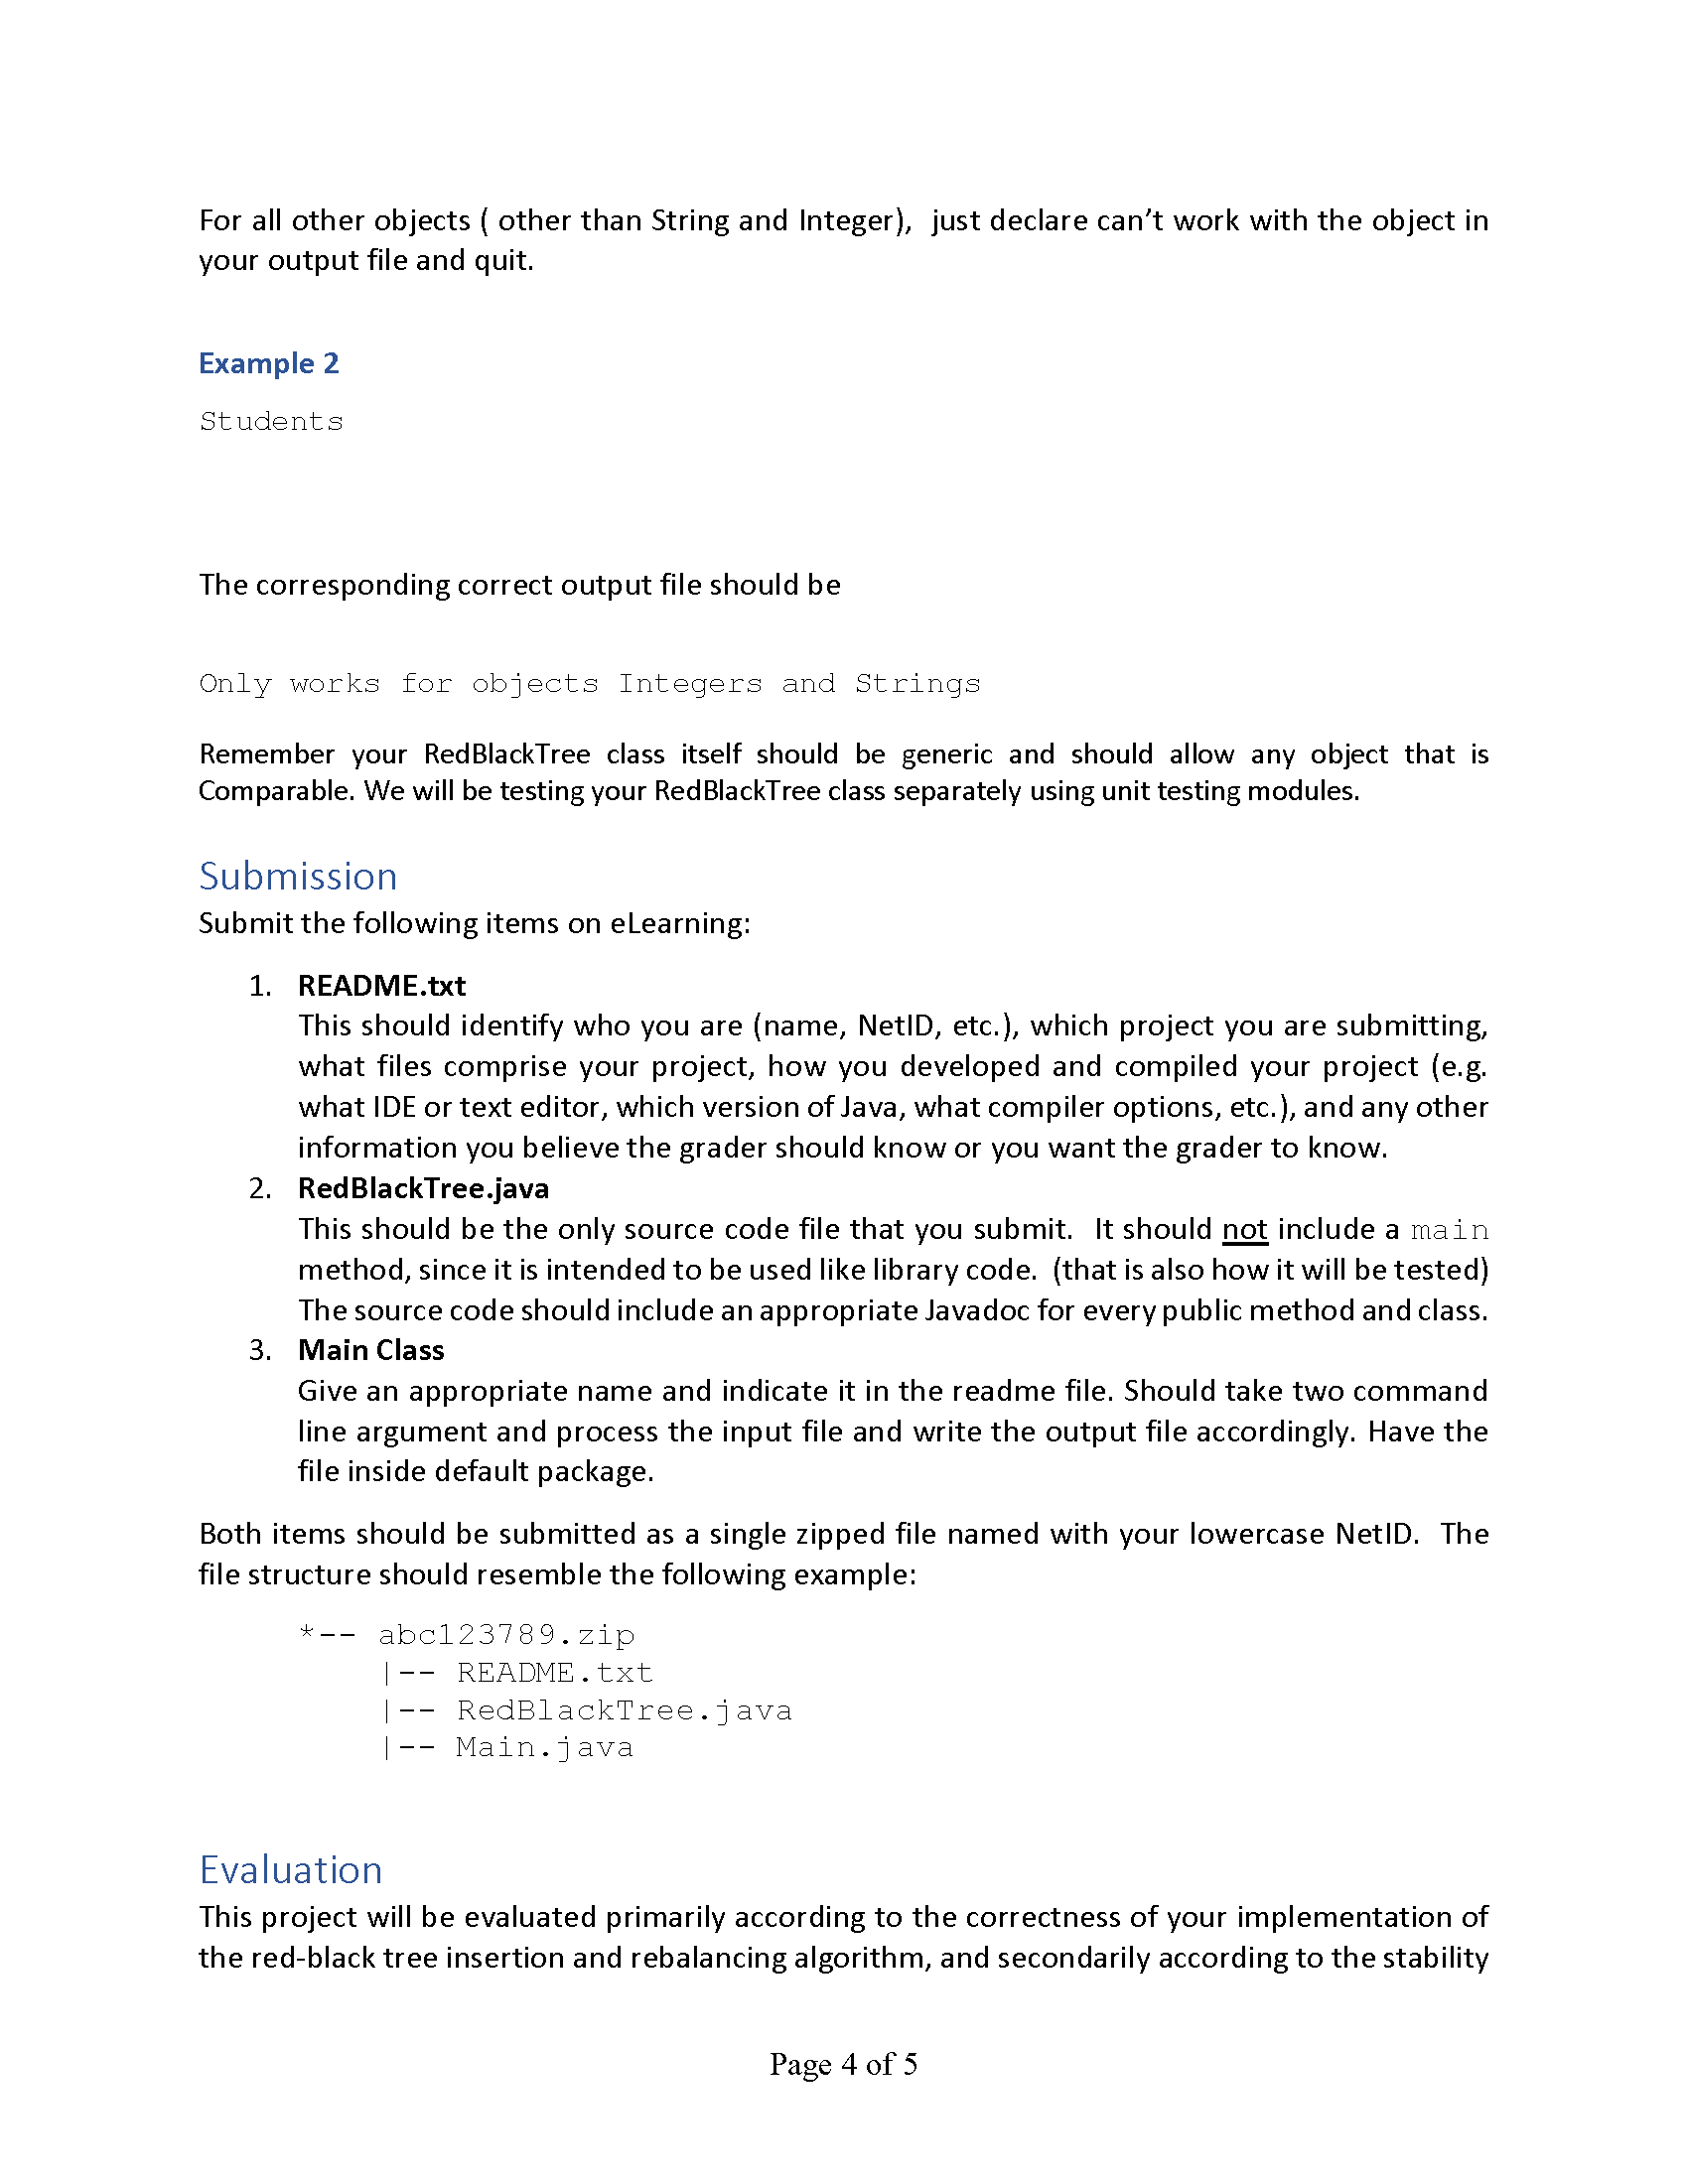 For all other objects ( other than String and Integer),  just declare can’t work with the object in
your output file and quit.
Example 2
Students
The corresponding correct output file should be
Only works for objects Integers and Strings
Remember your RedBlackTree class itself should be generic and should allow any object that is
Comparable. We will be testing your RedBlackTree class separately using unit testing modules.
Submission
Submit the following items on eLearning:
1. README.txt
This should identify who you are (name, NetID, etc.), which project you are submitting,
what files comprise your project, how you developed and compiled your project (e.g.
what IDE or text editor, which version of Java, what compiler options, etc.), and any other
information you believe the grader should know or you want the grader to know.
2. RedBlackTree.java
This should be the only source code file that you submit.  It should not include a main
method, since it is intended to be used like library code.  (that is also how it will be tested)
The source code should include an appropriate Javadoc for every public method and class.
3. Main Class
Give an appropriate name and indicate it in the readme file. Should take two command
line argument and process the input file and write the output file accordingly. Have the
file inside default package.
Both items should be submitted as a single zipped file named with your lowercase NetID.  The
file structure should resemble the following example:
*-- abc123789.zip
|-- README.txt
|-- RedBlackTree.java
|-- Main.java
Evaluation
This project will be evaluated primarily according to the correctness of your implementation of
the red-black tree insertion and rebalancing algorithm, and secondarily according to the stability
Page 4 of 5